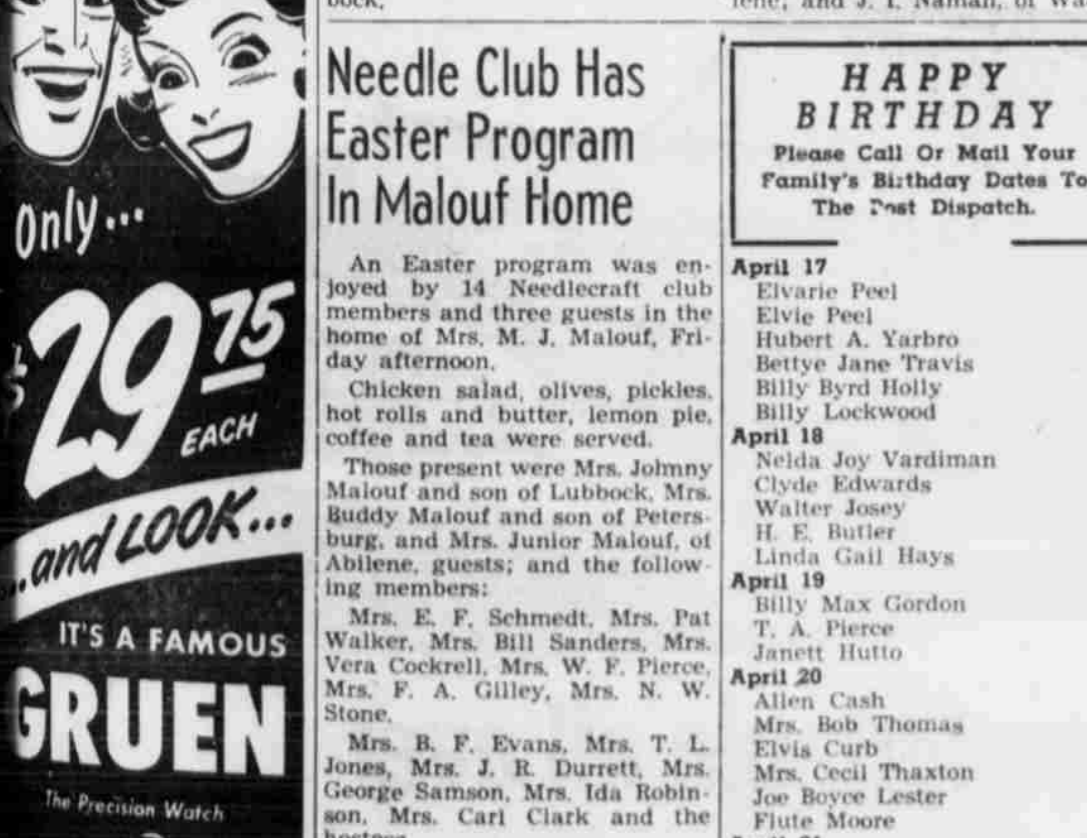 Only...
$29 75
EACH
...and LOOK...
IT'S A FAMOUS
GRUEN
The Precision Watch
Needle Club Has
Easter Program
In Malouf Home
An Easter program was en-
joyed by 14 Needlecraft club
members and three guests in the
home of Mrs. M. J. Malouf, Fri-
day afternoon.
Chicken salad, olives, pickles,
hot rolls and butter, lemon pie,
coffee and tea were served.
Those present were Mrs. Johnny
Malouf and son of Lubbock, Mrs.
Buddy Malouf and son of Peters-
burg, and Mrs. Junior Malouf, of
Abilene, guests; and the follow-
ing members:
Mrs. E. F. Schmedt, Mrs. Pat
Walker, Mrs. Bill Sanders, Mrs.
Vera Cockrell, Mrs. W. F. Pierce,
Mrs. F. A. Gilley, Mrs. N. W.
Stone.
Mrs. B. F. Evans, Mrs. T. L.
Jones, Mrs. J. R. Durrett, Mrs.
George Samson, Mrs. Ida Robin-
son, Mrs. Carl Clark and the
and J. I. Naman, of
HAPPY
BIRTHDAY
Please Call Or Mail Your
Family's Birthday Dates To
The Post Dispatch.
April 17
Elvarie Peel
Elvie Peel
Hubert A. Yarbro
Bettye Jane Travis
Billy Byrd Holly
Billy Lockwood
April 18
Nelda Joy Vardiman
Clyde Edwards
Walter Josey
H. E. Butler
Linda Gail Hays
April 19
Billy Max Gordon
T. A. Pierce
Janett Hutto
April 20
Allen Cash
Mrs. Bob Thomas
Elvis Curb
Mrs. Cecil Thaxton
Joe Boyce Lester
Flute Moore